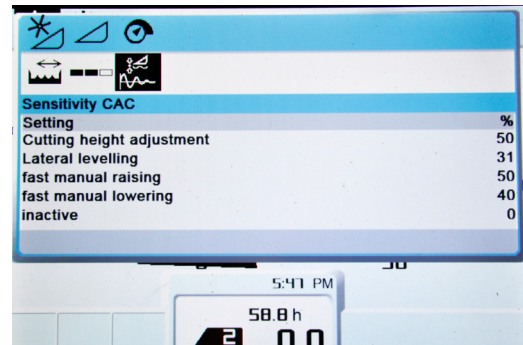 Sensitivity CAC
Setting %
Cutting height adjustment 50
Lateral levelling 31
fast manual raising 50
fast manual lowering 40
inactive 0
5:47 PM
58.8 h
2 0.0